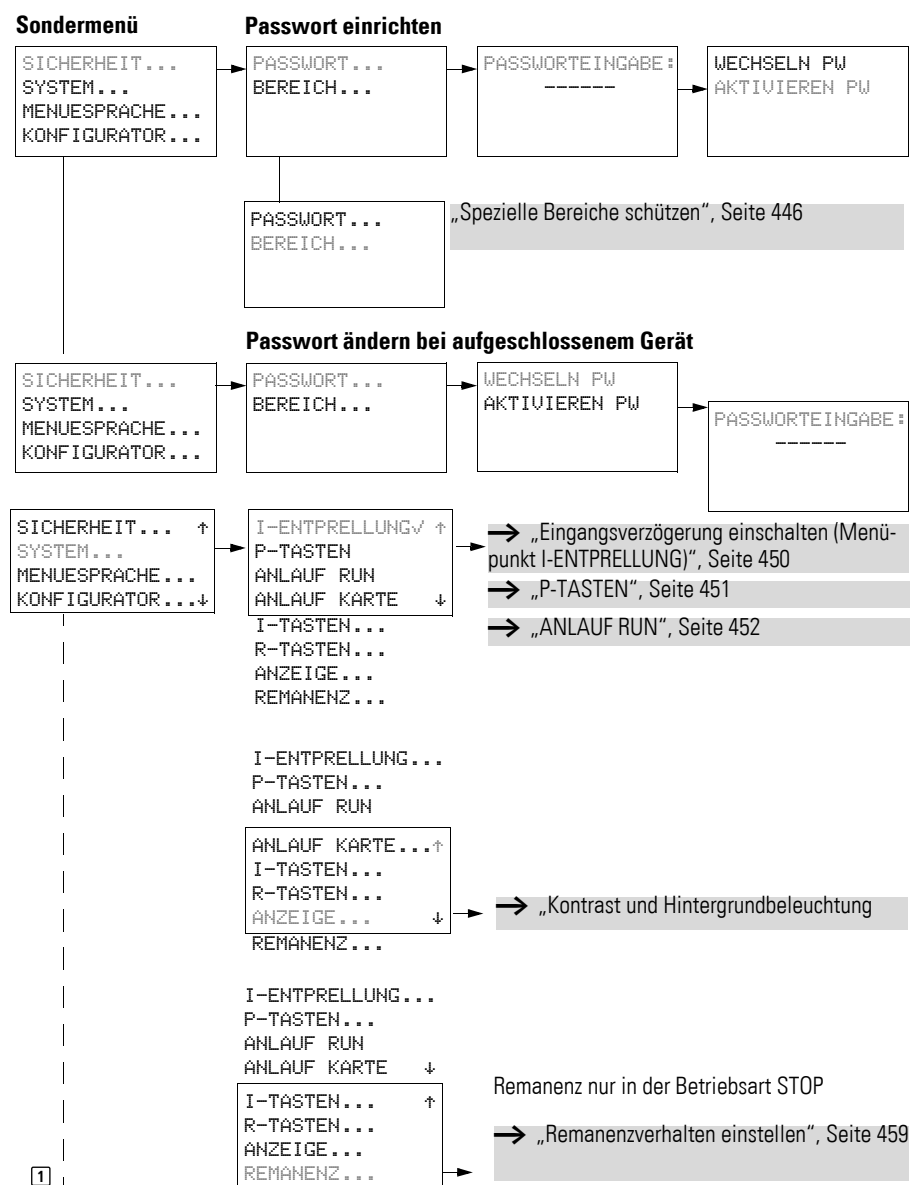 Sondermenü
Passwort einrichten
SICHERHEIT...
SYSTEM...
MENUESPRACHE...
KONFIGURATOR...
PASSWORT...
BEREICH...
PASSWORTEINGABE:
------
WECHSELN PW
AKTIVIEREN PW
PASSWORT...
BEREICH...
„Spezielle Bereiche schützen“, Seite 446
Passwort ändern bei aufgeschlossenem Gerät
SICHERHEIT...
SYSTEM...
MENUESPRACHE...
KONFIGURATOR...
PASSWORT...
BEREICH...
WECHSELN PW
AKTIVIEREN PW
PASSWORTEINGABE:
------
SICHERHEIT... ↑
SYSTEM...
MENUESPRACHE...
KONFIGURATOR...↓
I-ENTPRELLUNG√ ↑
P-TASTEN
ANLAUF RUN
ANLAUF KARTE ↓
I-TASTEN...
R-TASTEN...
ANZEIGE...
REMANENZ...
→ „Eingangsverzögerung einschalten (Menü-
punkt I-ENTPRELLUNG)“, Seite 450
→ „P-TASTEN“, Seite 451
→ „ANLAUF RUN“, Seite 452
I-ENTPRELLUNG...
P-TASTEN...
ANLAUF RUN
ANLAUF KARTE...↑
I-TASTEN...
R-TASTEN...
ANZEIGE... ↓
REMANENZ...
→ „Kontrast und Hintergrundbeleuchtung
I-ENTPRELLUNG...
P-TASTEN...
ANLAUF RUN
ANLAUF KARTE ↓
I-TASTEN... ↑
R-TASTEN...
ANZEIGE...
REMANENZ...
Remanenz nur in der Betriebsart STOP
→ „Remanenzverhalten einstellen“, Seite 459
1